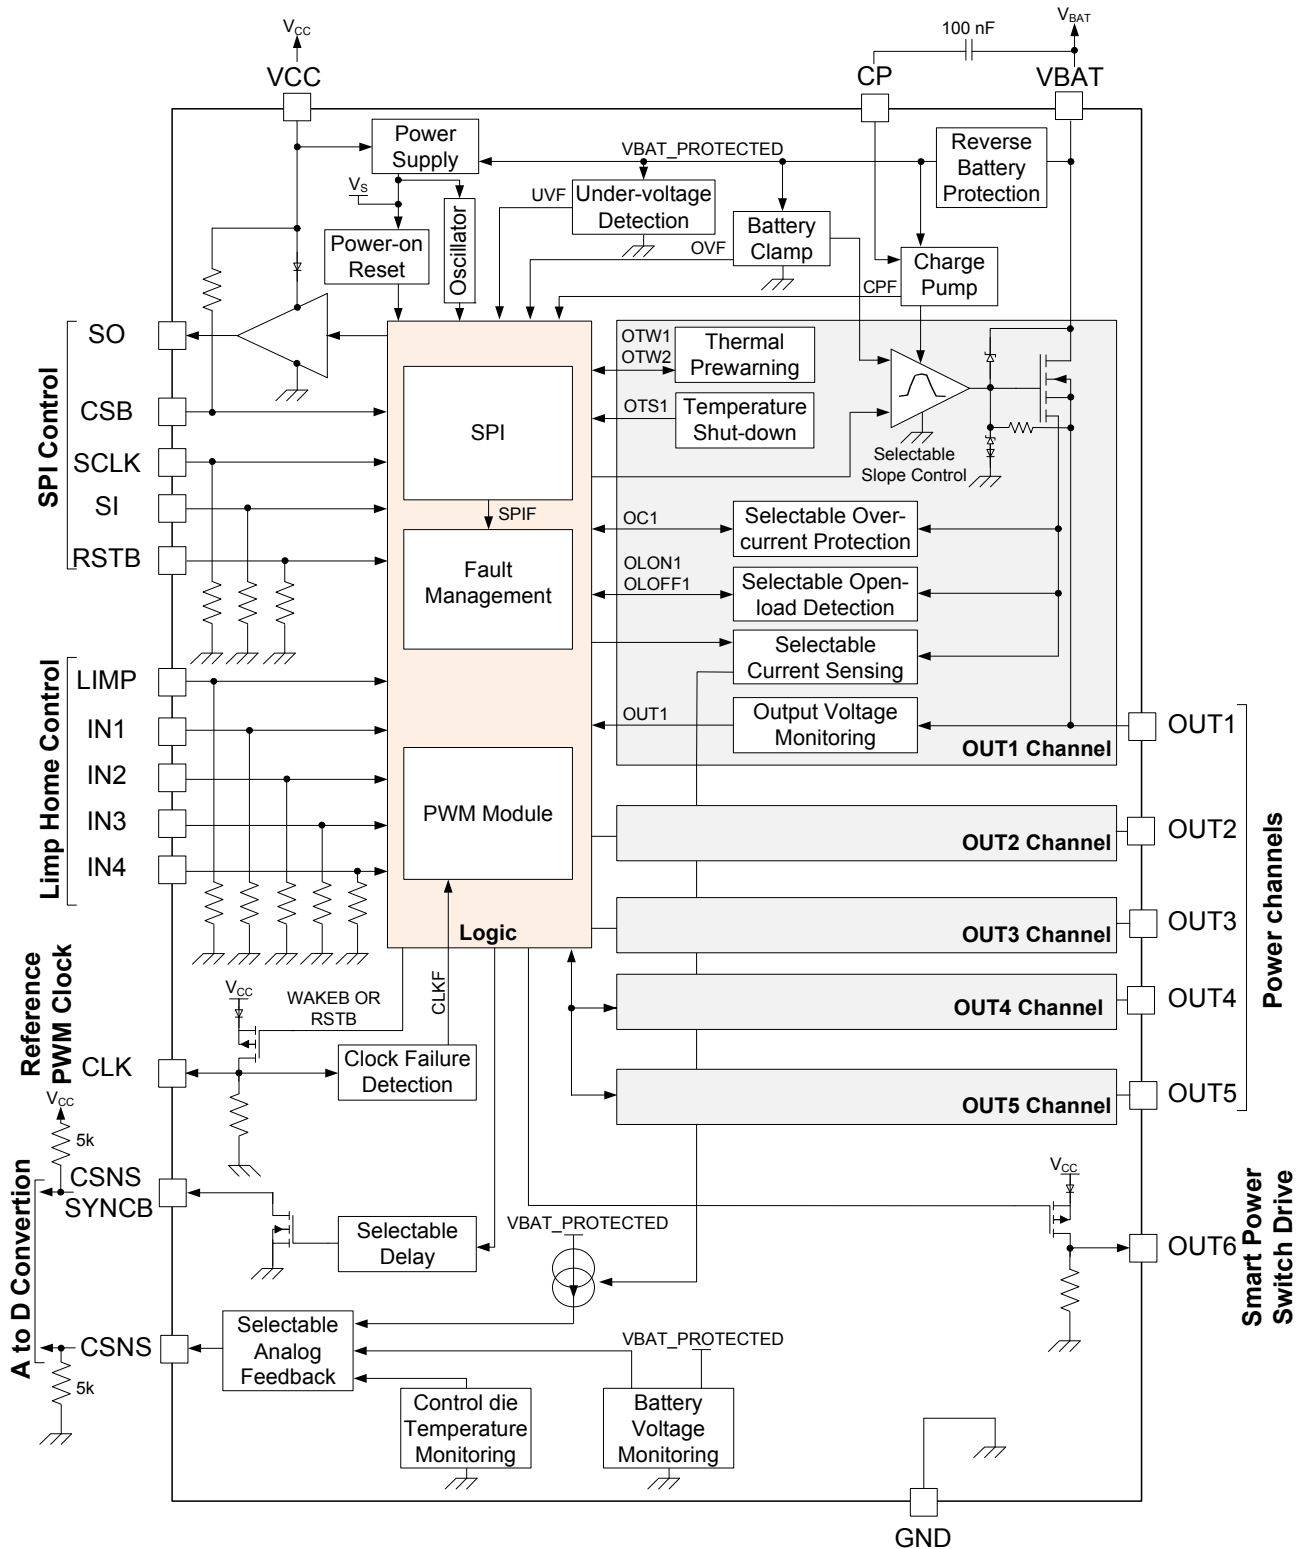 VCC
VBAT
100 nF
VCC
CP
VBAT
Power
Supply
VBAT_PROTECTED
Reverse
Battery
Protection
VS
UVF
Under-voltage
Detection
Oscillator
Power-on
Reset
Battery
Clamp
OVF
Charge
Pump
CPF
SPI Control
SO
CSB
SCLK
SI
RSTB
OTW1
OTW2
Thermal
Prewarning
OTS1
Temperature
Shut-down
Selectable
Slope Control
SPI
SPIF
Fault
Management
OC1
Selectable Over-
current Protection
OLON1
OLOFF1
Selectable Open-
load Detection
Selectable
Current Sensing
OUT1
Output Voltage
Monitoring
OUT1 Channel
OUT1
Limp Home Control
LIMP
IN1
IN2
IN3
IN4
PWM Module
Logic
OUT2 Channel
OUT2
OUT3 Channel
OUT3
OUT4 Channel
OUT4
OUT5 Channel
OUT5
Power channels
Reference
PWM Clock
VCC
WAKEB OR
RSTB
CLKF
CLK
Clock Failure
Detection
VCC
5k
A to D Convertion
CSNS
SYNCB
Selectable
Delay
VBAT_PROTECTED
VCC
OUT6
Smart Power
Switch Drive
CSNS
5k
Selectable
Analog
Feedback
VBAT_PROTECTED
Control die
Temperature
Monitoring
Battery
Voltage
Monitoring
GND